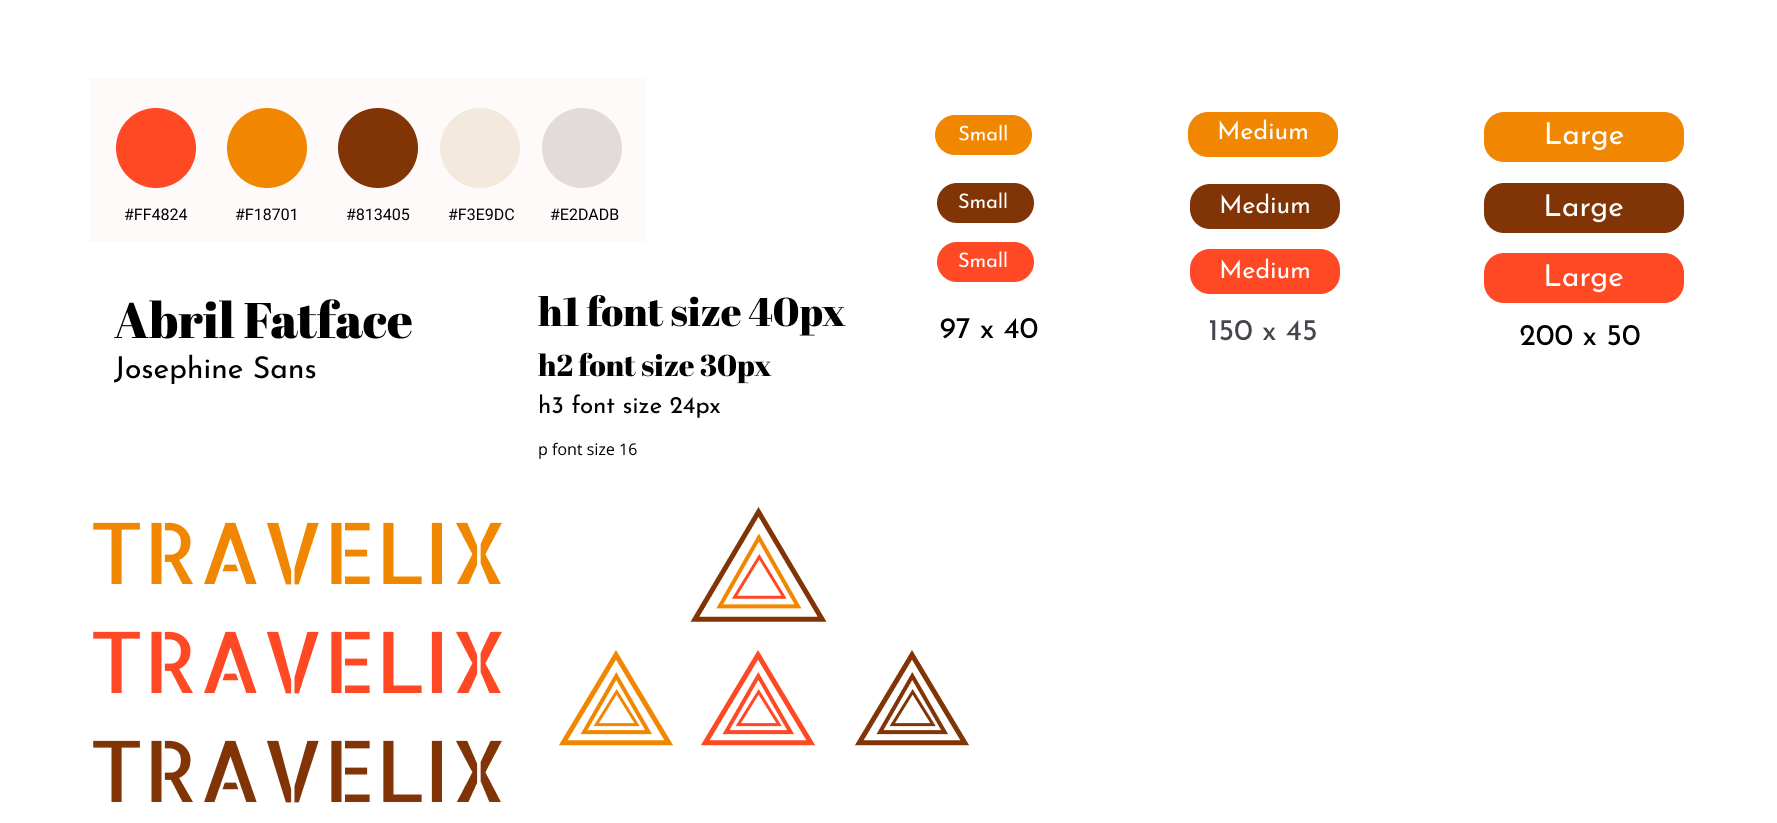 #FF4824 #F18701 #813405 #F3E9DC #E2DADB
Abril Fatface
Josephine Sans
h1 font size 40px
h2 font size 30px
h3 font size 24px
p font size 16
Small
Small
Small
97 x 40
Medium
Medium
Medium
150 x 45
Large
Large
Large
200 x 50
TRAVELIX
TRAVELIX
TRAVELIX